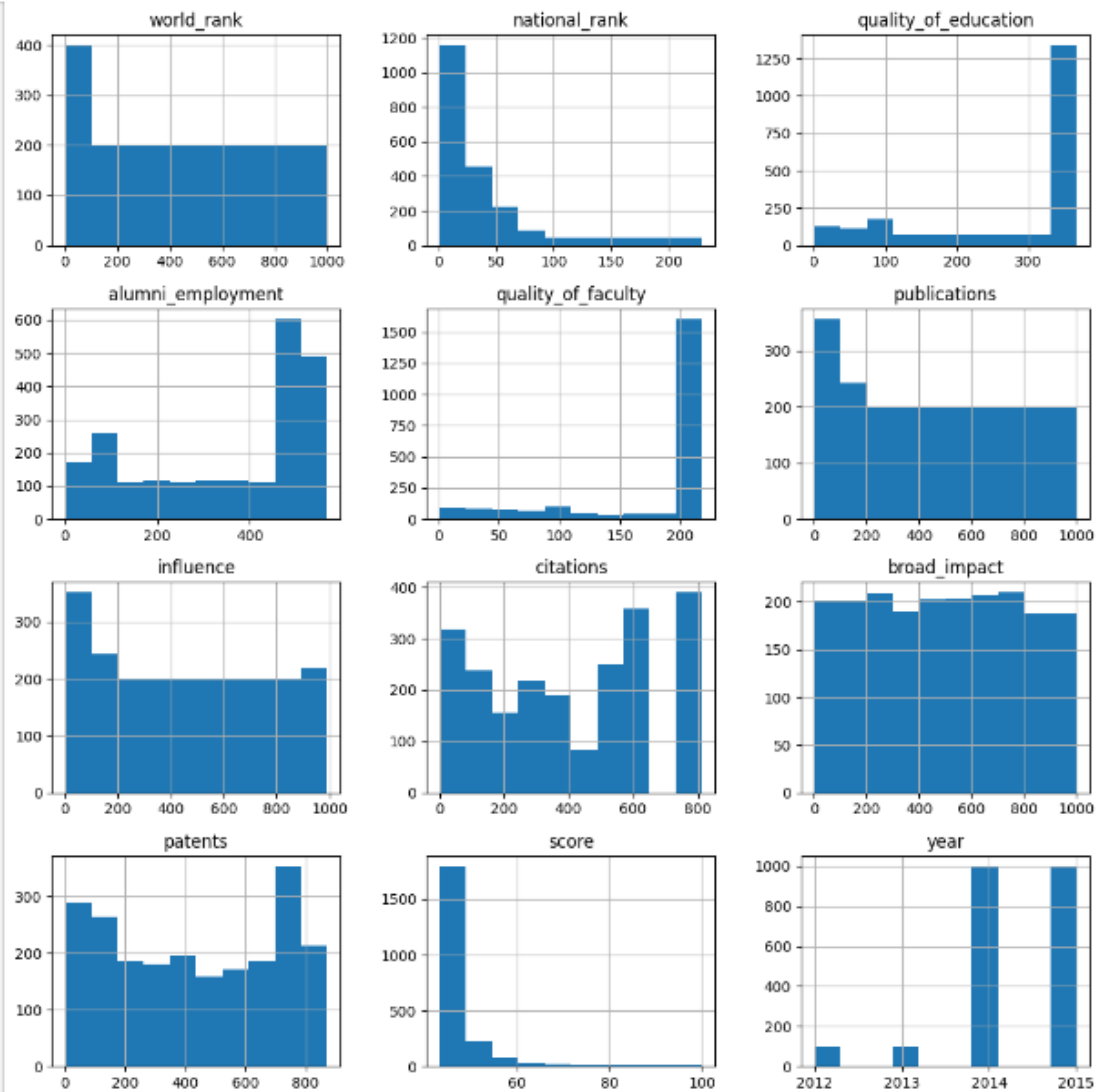 world_rank
national_rank
quality_of_education
400
300
200
100
0
0 200 400 600 800 1000
1200
1000
800
600
400
200
0
0 50 100 150 200
1250
1000
750
500
250
0
0 100 200 300
alumni_employment
quality_of_faculty
publications
600
500
400
300
200
100
0
0 200 400
1500
1250
1000
750
500
250
0
0 50 100 150 200
300
200
100
0
0 200 400 600 800 1000
influence
citations
broad_impact
300
200
100
0
0 200 400 600 800 1000
400
300
200
100
0
0 200 400 600 800
200
150
100
50
0
0 200 400 600 800 1000
patents
score
year
300
200
100
0
0 200 400 600 800
1500
1000
500
0
60 80 100
1000
800
600
400
200
0
2012 2013 2014 2015